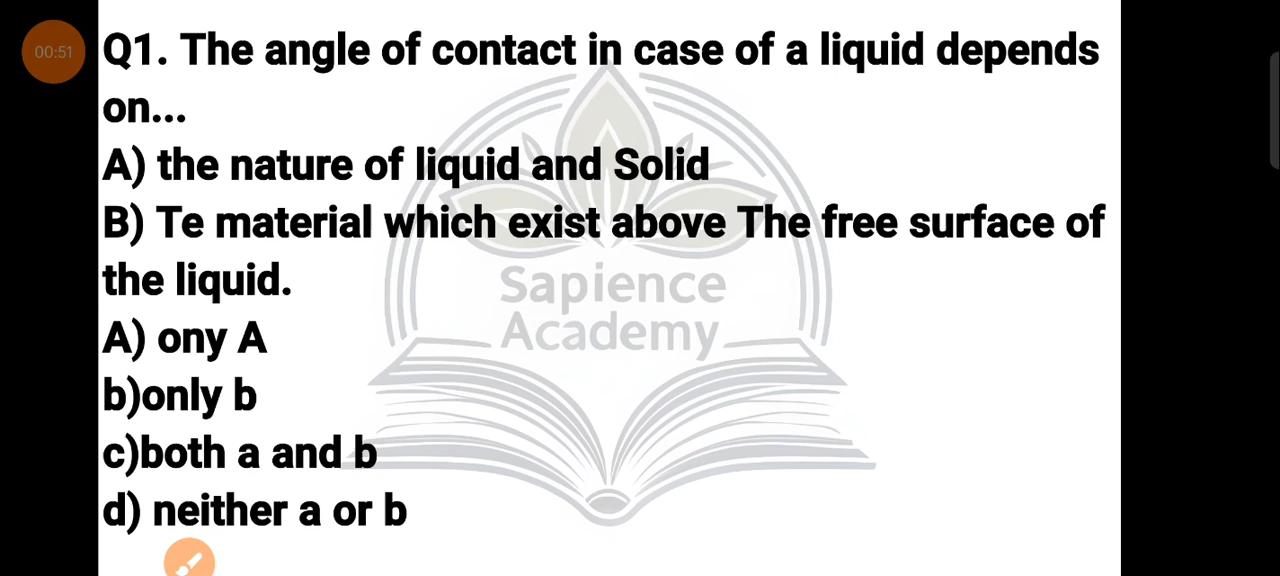 00:51
Q1. The angle of contact in case of a liquid depends
on...
A) the nature of liquid and Solid
B) Te material which exist above The free surface of
the liquid.
Sapience
Academy
A) ony A
b)only b
c)both a and b
d) neither a or b